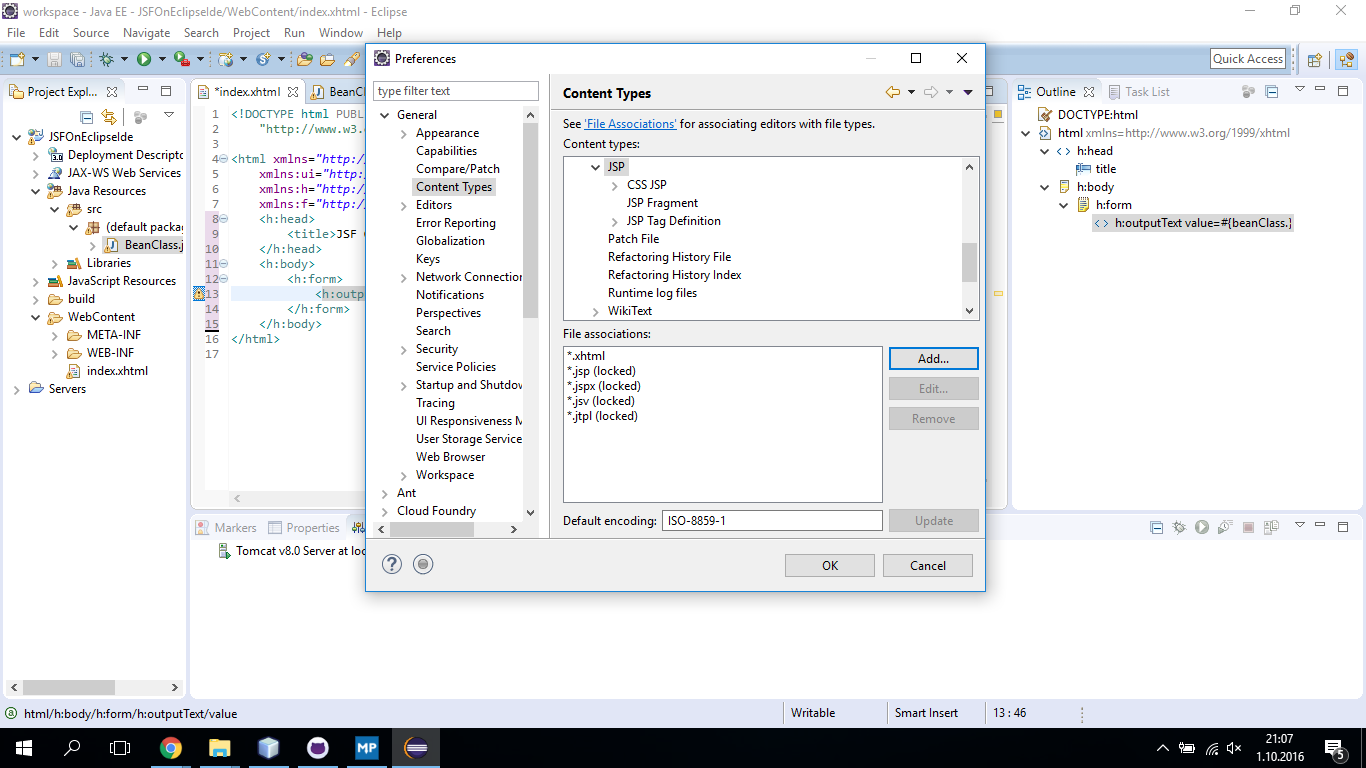 workspace - Java EE - JSFOnEclipseIde/WebContent/index.xhtml - Eclipse
File Edit Source Navigate Search Project Run Window Help
Quick Access
Project Expl...
JSFOnEclipseIde
Deployment Descripto
JAX-WS Web Services
Java Resources
src
(default packa
BeanClass.j
Libraries
JavaScript Resources
build
WebContent
META-INF
WEB-INF
index.xhtml
Servers
*index.xhtml
BeanCl
1 <!DOCTYPE html PUBL
2 "http://www.w3.o
3
4 <html xmlns="http:/
5 xmlns:ui="http:/
6 xmlns:h="http://
7 xmlns:f="http://
8 <h:head>
9 <title>JSF
10 </h:head>
11 <h:body>
12 <h:form>
13 <h:outp
14 </h:form>
15 </h:body>
16 </html>
17
Preferences
type filter text
General
Appearance
Capabilities
Compare/Patch
Content Types
Editors
Error Reporting
Globalization
Keys
Network Connection
Notifications
Perspectives
Search
Security
Service Policies
Startup and Shutdov
Tracing
UI Responsiveness M
User Storage Service
Web Browser
Workspace
Ant
Cloud Foundry
Content Types
See 'File Associations' for associating editors with file types.
Content types:
JSP
CSS JSP
JSP Fragment
JSP Tag Definition
Patch File
Refactoring History File
Refactoring History Index
Runtime log files
WikiText
File associations:
*.xhtml
*.jsp (locked)
*.jspx (locked)
*.jsv (locked)
*.jtpl (locked)
Add...
Edit...
Remove
Default encoding: ISO-8859-1 Update
OK Cancel
Outline Task List
DOCTYPE:html
html xmlns=http://www.w3.org/1999/xhtml
h:head
title
h:body
h:form
h:outputText value=#{beanClass.}
Markers Properties
Tomcat v8.0 Server at loc
html/h:body/h:form/h:outputText/value
Writable Smart Insert 13 : 46
MP
21:07
1.10.2016
5